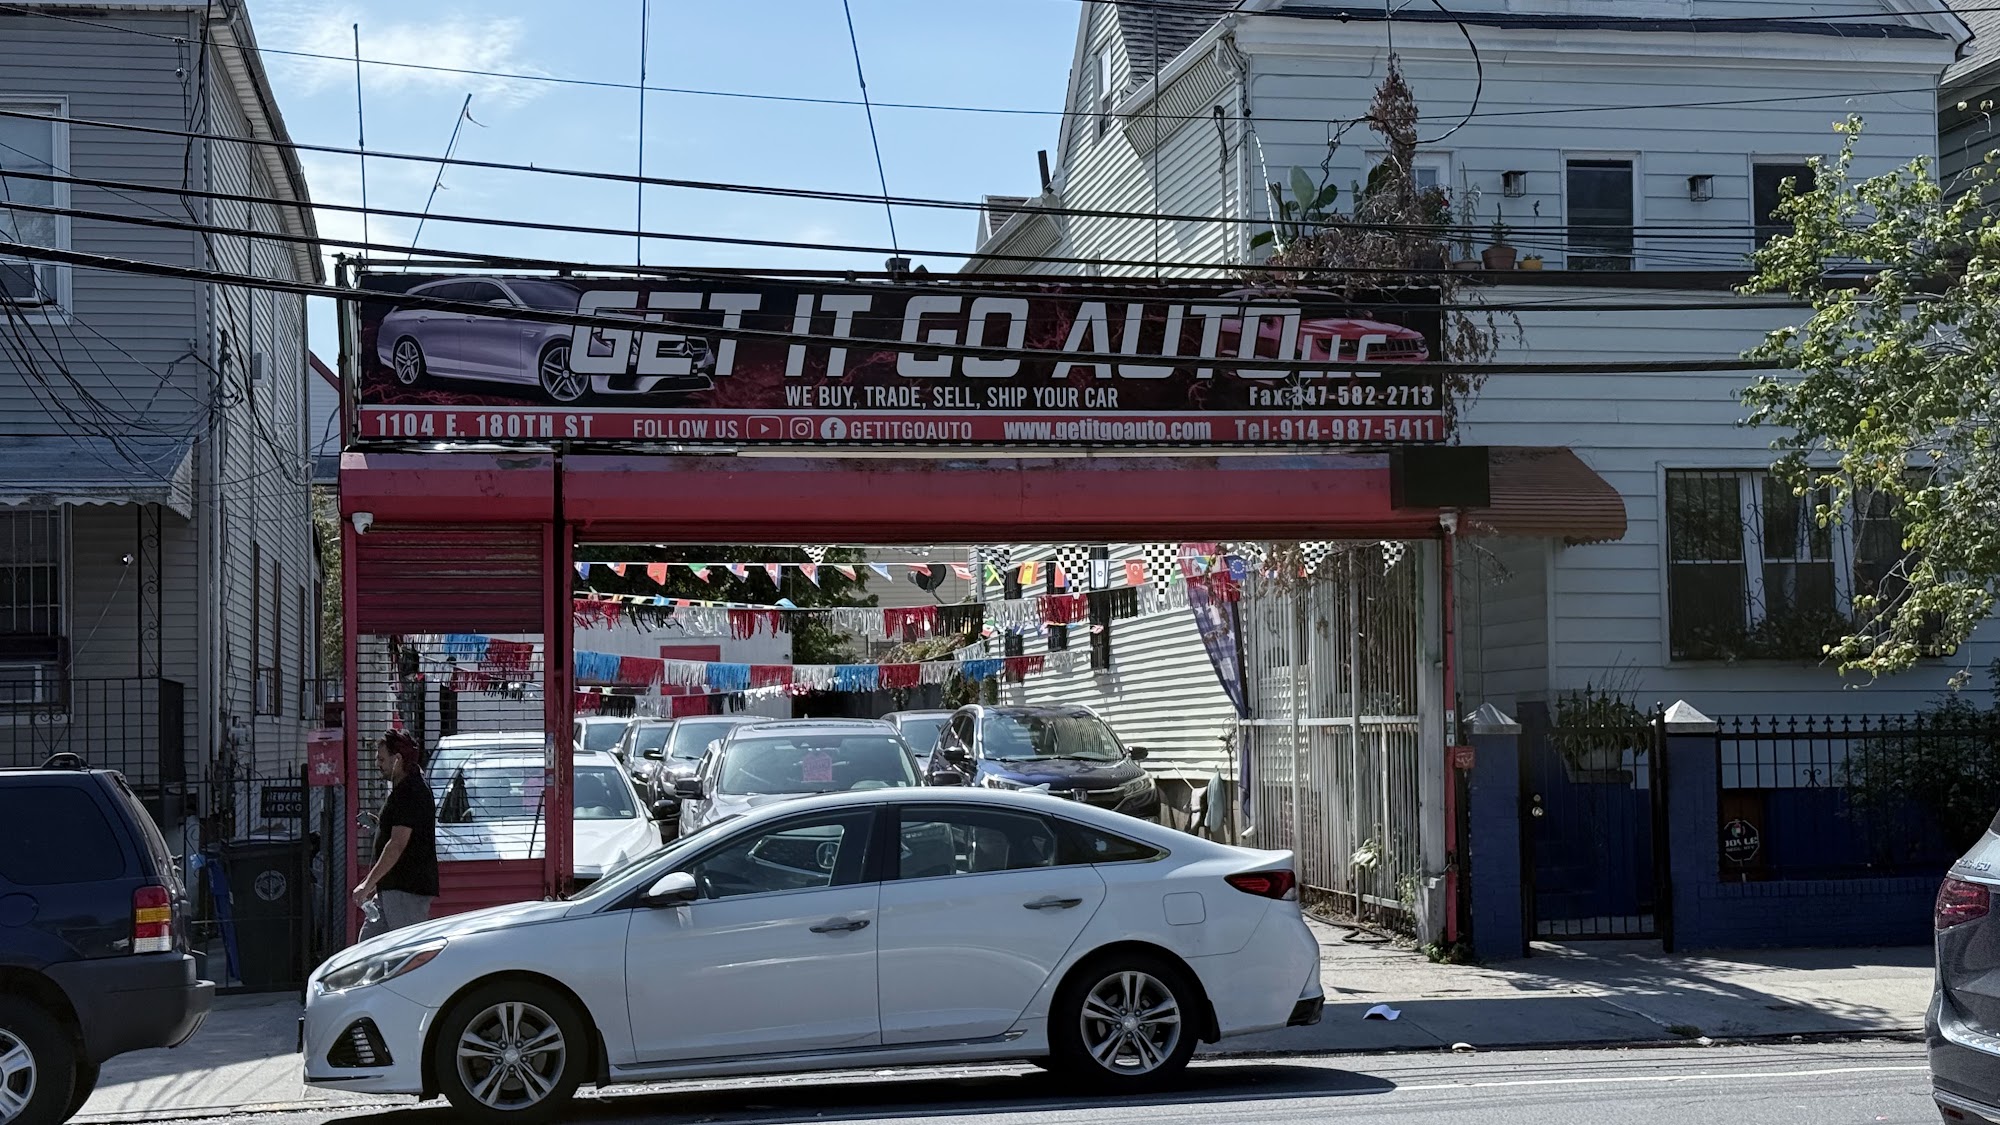 GET IT GO AUTO LLC
WE BUY, TRADE, SELL, SHIP YOUR CAR
Fax:347-582-2713
1104 E. 180TH ST
FOLLOW US GETITGOAUTO
www.getitgoauto.com
Tel:914-987-5411